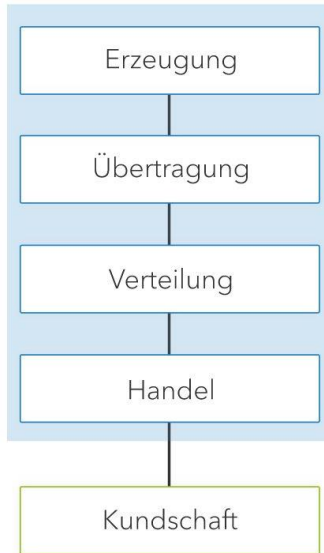 Erzeugung
Übertragung
Verteilung
Handel
Kundschaft